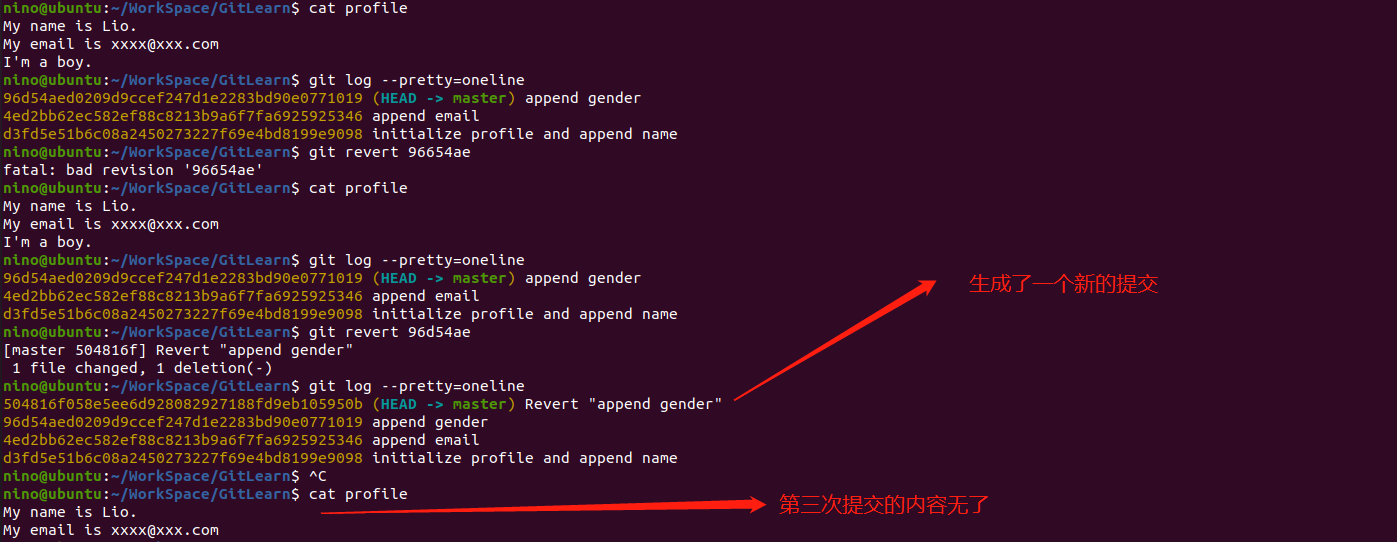 nino@ubuntu:~/WorkSpace/GitLearn$ cat profile
My name is Lio.
My email is xxxx@xxx.com
I'm a boy.
nino@ubuntu:~/WorkSpace/GitLearn$ git log --pretty=oneline
96d54aed0209d9ccef247d1e2283bd90e0771019 (HEAD -> master) append gender
4ed2bb62ec582ef88c8213b9a6f7fa6925925346 append email
d3fd5e51b6c08a2450273227f69e4bd8199e9098 initialize profile and append name
nino@ubuntu:~/WorkSpace/GitLearn$ git revert 96654ae
fatal: bad revision '96654ae'
nino@ubuntu:~/WorkSpace/GitLearn$ cat profile
My name is Lio.
My email is xxxx@xxx.com
I'm a boy.
nino@ubuntu:~/WorkSpace/GitLearn$ git log --pretty=oneline
96d54aed0209d9ccef247d1e2283bd90e0771019 (HEAD -> master) append gender
生成了一个新的提交
4ed2bb62ec582ef88c8213b9a6f7fa6925925346 append email
d3fd5e51b6c08a2450273227f69e4bd8199e9098 initialize profile and append name
nino@ubuntu:~/WorkSpace/GitLearn$ git revert 96d54ae
[master 504816f] Revert "append gender"
1 file changed, 1 deletion(-)
nino@ubuntu:~/WorkSpace/GitLearn$ git log --pretty=oneline
504816f058e5ee6d928082927188fd9eb105950b (HEAD -> master) Revert "append gender"
96d54aed0209d9ccef247d1e2283bd90e0771019 append gender
4ed2bb62ec582ef88c8213b9a6f7fa6925925346 append email
d3fd5e51b6c08a2450273227f69e4bd8199e9098 initialize profile and append name
nino@ubuntu:~/WorkSpace/GitLearn$ ^C
nino@ubuntu:~/WorkSpace/GitLearn$ cat profile
第三次提交的内容无了
My name is Lio.
My email is xxxx@xxx.com